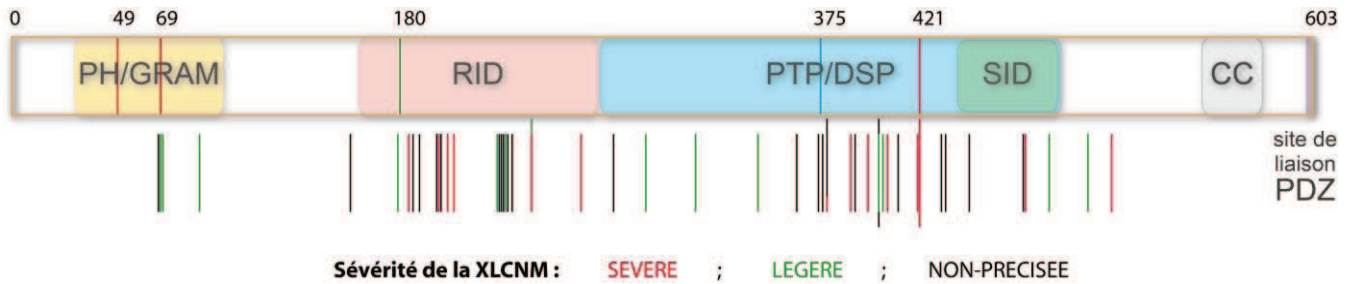 0 49 69 180 375 421 603
PH/GRAM RID PTP/DSP SID CC
site de
liaison
PDZ
Sévérité de la XLCNM : SEVERE ; LEGERE ; NON-PRECISEE